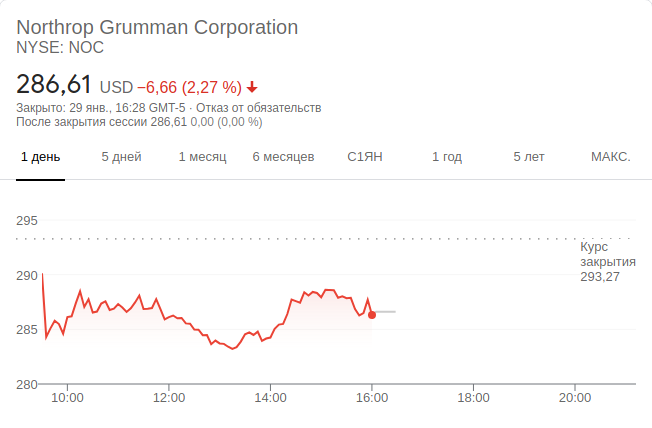 Northrop Grumman Corporation
NYSE: NOC
286,61 USD −6,66 (2,27 %)
Закрыто: 29 янв., 16:28 GMT-5 · Отказ от обязательств
После закрытия сессии 286,61 0,00 (0,00 %)
1 день 5 дней 1 месяц 6 месяцев С1ЯН 1 год 5 лет МАКС.
295
Курс
закрытия
293,27
290
285
280
10:00 12:00 14:00 16:00 18:00 20:00